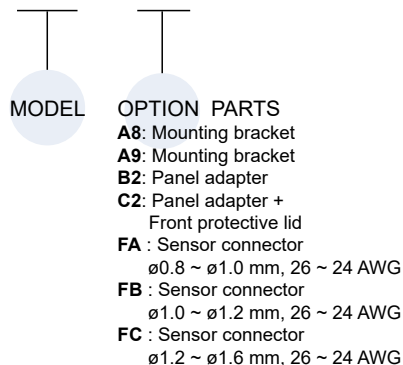 MODEL OPTION PARTS
A8: Mounting bracket
A9: Mounting bracket
B2: Panel adapter
C2: Panel adapter +
Front protective lid
FA : Sensor connector
ø0.8 ~ ø1.0 mm, 26 ~ 24 AWG
FB : Sensor connector
ø1.0 ~ ø1.2 mm, 26 ~ 24 AWG
FC : Sensor connector
ø1.2 ~ ø1.6 mm, 26 ~ 24 AWG